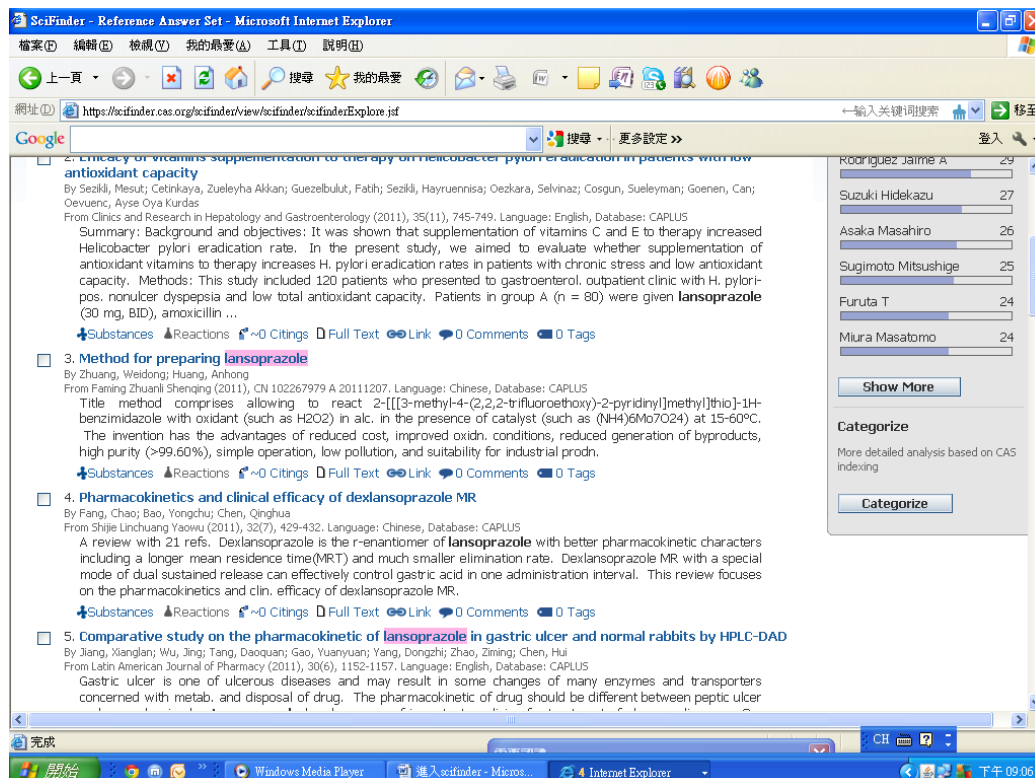 SciFinder - Reference Answer Set - Microsoft Internet Explorer
檔案(F) 編輯(E) 檢視(V) 我的最愛(A) 工具(T) 說明(H)
上一頁 搜尋 我的最愛
網址(D) https://scifinder.cas.org/scifinder/view/scifinder/scifinderExplore.jsf ←输入关键词搜索 移至
Google 搜尋 更多設定 >> 登入
2. Efficacy of vitamins supplementation to therapy on Helicobacter pylori eradication in patients with low
antioxidant capacity
By Sezikli, Mesut; Cetinkaya, Zueleyha Akkan; Guezelbulut, Fatih; Sezikli, Hayruennisa; Oezkara, Selvinaz; Cosgun, Sueleyman; Goenen, Can;
Oevuenc, Ayse Oya Kurdas
From Clinics and Research in Hepatology and Gastroenterology (2011), 35(11), 745-749. Language: English, Database: CAPLUS
Summary: Background and objectives: It was shown that supplementation of vitamins C and E to therapy increased
Helicobacter pylori eradication rate. In the present study, we aimed to evaluate whether supplementation of
antioxidant vitamins to therapy increases H. pylori eradication rates in patients with chronic stress and low antioxidant
capacity. Methods: This study included 120 patients who presented to gastroenterol. outpatient clinic with H. pylori-
pos. nonulcer dyspepsia and low total antioxidant capacity. Patients in group A (n = 80) were given lansoprazole
(30 mg, BID), amoxicillin ...
Substances Reactions ~0 Citings Full Text Link 0 Comments 0 Tags
3. Method for preparing lansoprazole
By Zhuang, Weidong; Huang, Anhong
From Faming Zhuanli Shenqing (2011), CN 102267979 A 20111207. Language: Chinese, Database: CAPLUS
Title method comprises allowing to react 2-[[[3-methyl-4-(2,2,2-trifluoroethoxy)-2-pyridinyl]methyl]thio]-1H-
benzimidazole with oxidant (such as H2O2) in alc. in the presence of catalyst (such as (NH4)6Mo7O24) at 15-60ºC.
The invention has the advantages of reduced cost, improved oxidn. conditions, reduced generation of byproducts,
high purity (>99.60%), simple operation, low pollution, and suitability for industrial prodn.
Substances Reactions ~0 Citings Full Text Link 0 Comments 0 Tags
4. Pharmacokinetics and clinical efficacy of dexlansoprazole MR
By Fang, Chao; Bao, Yongchu; Chen, Qinghua
From Shijie Linchuang Yaowu (2011), 32(7), 429-432. Language: Chinese, Database: CAPLUS
A review with 21 refs. Dexlansoprazole is the r-enantiomer of lansoprazole with better pharmacokinetic characters
including a longer mean residence time(MRT) and much smaller elimination rate. Dexlansoprazole MR with a special
mode of dual sustained release can effectively control gastric acid in one administration interval. This review focuses
on the pharmacokinetics and clin. efficacy of dexlansoprazole MR.
Substances Reactions ~0 Citings Full Text Link 0 Comments 0 Tags
5. Comparative study on the pharmacokinetic of lansoprazole in gastric ulcer and normal rabbits by HPLC-DAD
By Jiang, Xianglan; Wu, Jing; Tang, Daoquan; Gao, Yuanyuan; Yang, Dongzhi; Zhao, Ziming; Chen, Hui
From Latin American Journal of Pharmacy (2011), 30(6), 1152-1157. Language: English, Database: CAPLUS
Gastric ulcer is one of ulcerous diseases and may result in some changes of many enzymes and transporters
concerned with metab. and disposal of drug. The pharmacokinetic of drug should be different between peptic ulcer
Rodriguez Jaime A 29
Suzuki Hidekazu 27
Asaka Masahiro 26
Sugimoto Mitsushige 25
Furuta T 24
Miura Masatomo 24
Show More
Categorize
More detailed analysis based on CAS
indexing
Categorize
完成
CH
開始 Windows Media Player 進入scifinder - Micros... 4 Internet Explorer 下午 09:00